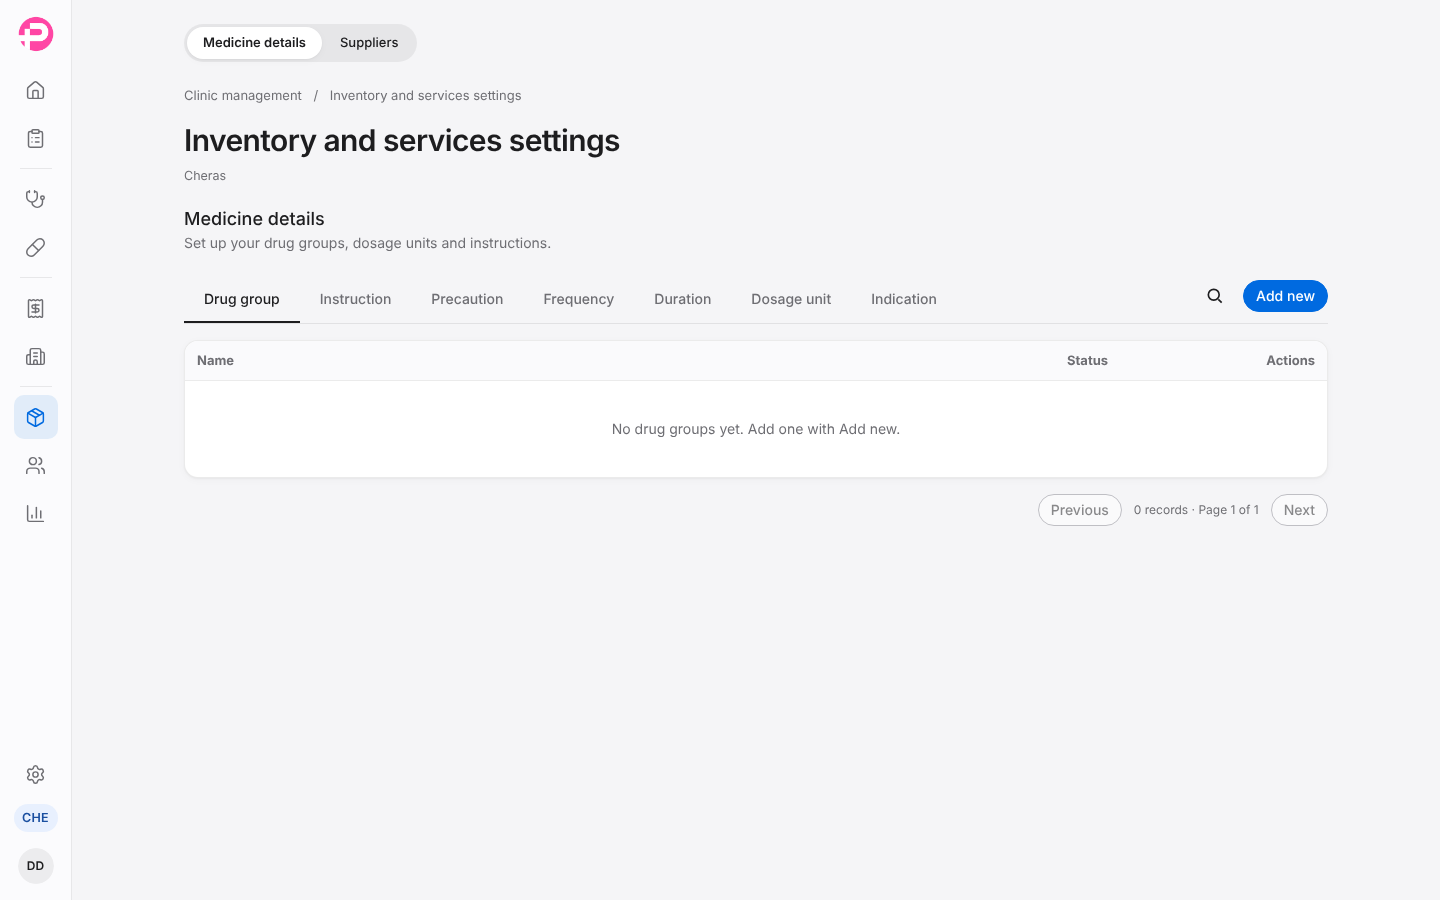 Medicine details Suppliers
Clinic management / Inventory and services settings
Inventory and services settings
Cheras
Medicine details
Set up your drug groups, dosage units and instructions.
Drug group Instruction Precaution Frequency Duration Dosage unit Indication Add new
Name Status Actions
No drug groups yet. Add one with Add new.
Previous 0 records · Page 1 of 1 Next
CHE
DD